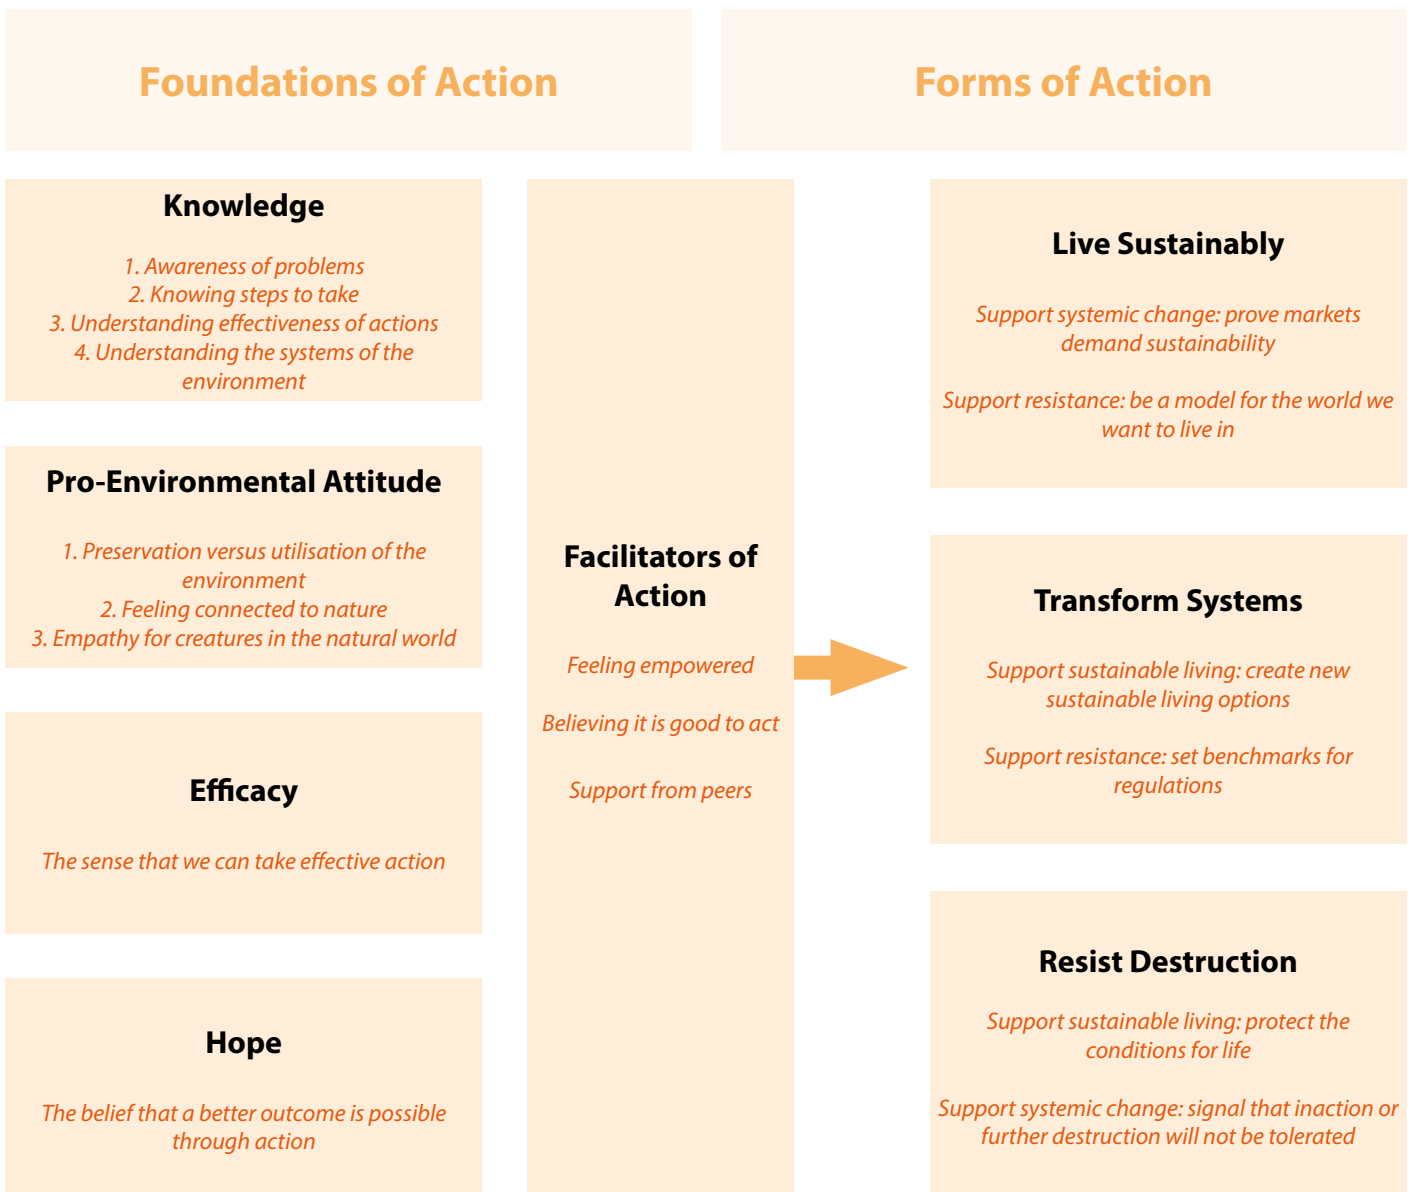 Foundations of Action
Forms of Action
Knowledge
1. Awareness of problems
2. Knowing steps to take
3. Understanding effectiveness of actions
4. Understanding the systems of the
environment
Pro-Environmental Attitude
1. Preservation versus utilisation of the
environment
2. Feeling connected to nature
3. Empathy for creatures in the natural world
Efficacy
The sense that we can take effective action
Hope
The belief that a better outcome is possible
through action
Facilitators of
Action
Feeling empowered
Believing it is good to act
Support from peers
Live Sustainably
Support systemic change: prove markets
demand sustainability
Support resistance: be a model for the world we
want to live in
Transform Systems
Support sustainable living: create new
sustainable living options
Support resistance: set benchmarks for
regulations
Resist Destruction
Support sustainable living: protect the
conditions for life
Support systemic change: signal that inaction or
further destruction will not be tolerated